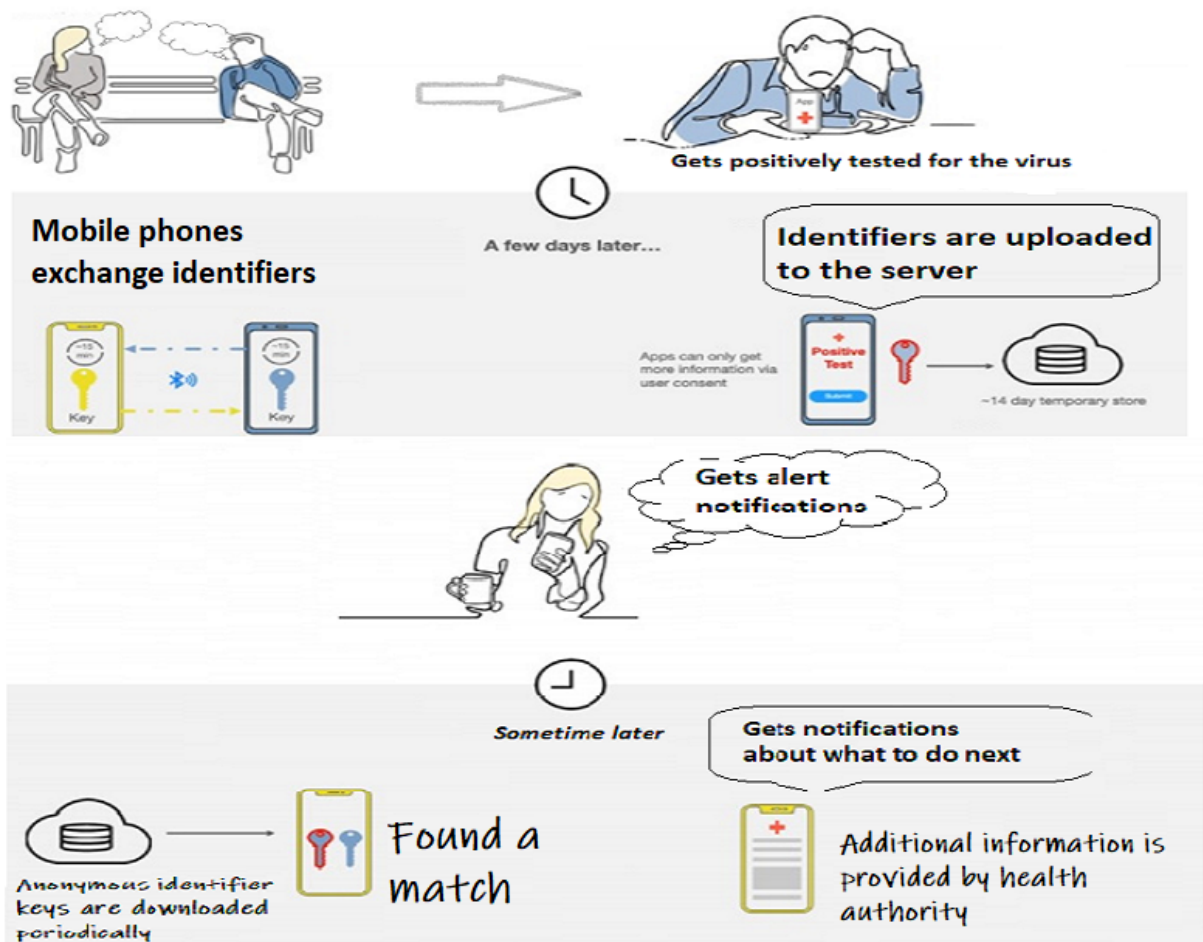 App
Gets positively tested for the virus
Mobile phones
exchange identifiers
A few days later...
Identifiers are uploaded
to the server
~15
min
Key
~15
min
Key
Apps can only get
more information via
user consent
Positive
Test
Submit
~14 day temporary store
Gets alert
notifications
Sometime later
Gets notifications
about what to do next
Found a
match
Anonymous identifier
keys are downloaded
periodically
Additional information is
provided by health
authority